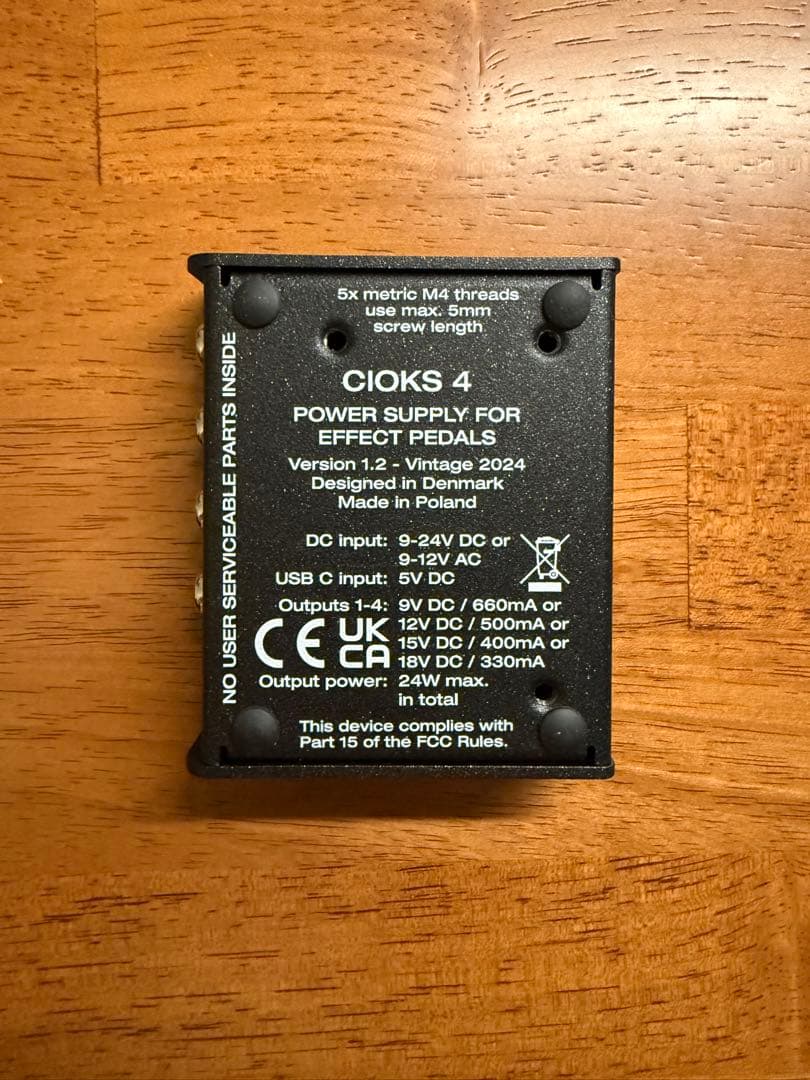 5x metric M4 threads
use max. 5mm
screw length
NO USER SERVICEABLE PARTS INSIDE
CIOKS 4
POWER SUPPLY FOR
EFFECT PEDALS
Version 1.2 - Vintage 2024
Designed in Denmark
Made in Poland
DC input: 9-24V DC or
9-12V AC
USB C input: 5V DC
Outputs 1-4: 9V DC / 660mA or
12V DC / 500mA or
15V DC / 400mA or
18V DC / 330mA
CE UK
CA
Output power: 24W max.
in total
This device complies with
Part 15 of the FCC Rules.